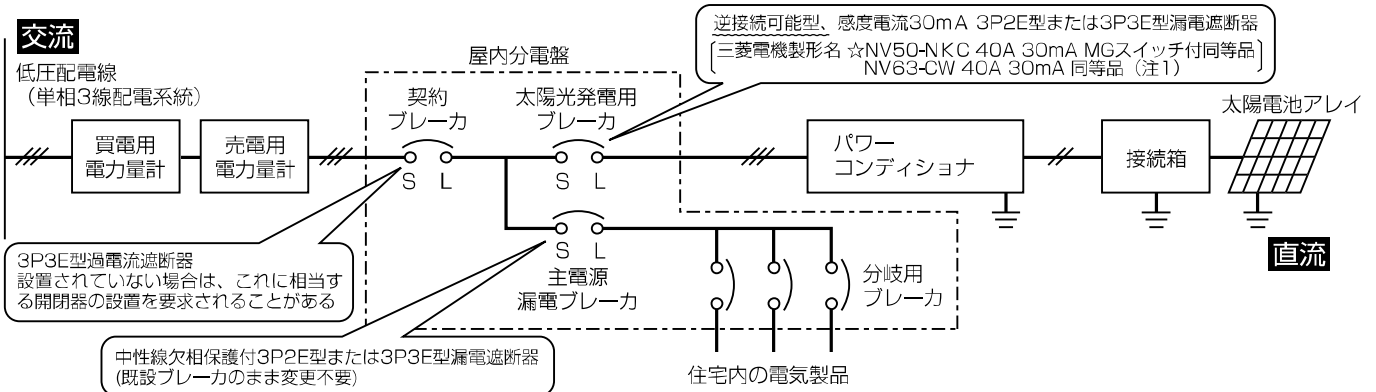 交流
低圧配電線
(単相3線配電系統)
買電用
電力量計
売電用
電力量計
屋内分電盤
契約
ブレーカ
S L
太陽光発電用
ブレーカ
S L
逆接続可能型、感度電流30mA 3P2E型または3P3E型漏電遮断器
三菱電機製形名 ☆NV50-NKC 40A 30mA MGスイッチ付同等品
NV63-CW 40A 30mA 同等品(注1)
パワー
コンディショナ
接続箱
太陽電池アレイ
直流
3P3E型過電流遮断器
設置されていない場合は、これに相当す
る開閉器の設置を要求されることがある
S L
主電源
漏電ブレーカ
分岐用
ブレーカ
中性線欠相保護付3P2E型または3P3E型漏電遮断器
(既設ブレーカのまま変更不要)
住宅内の電気製品